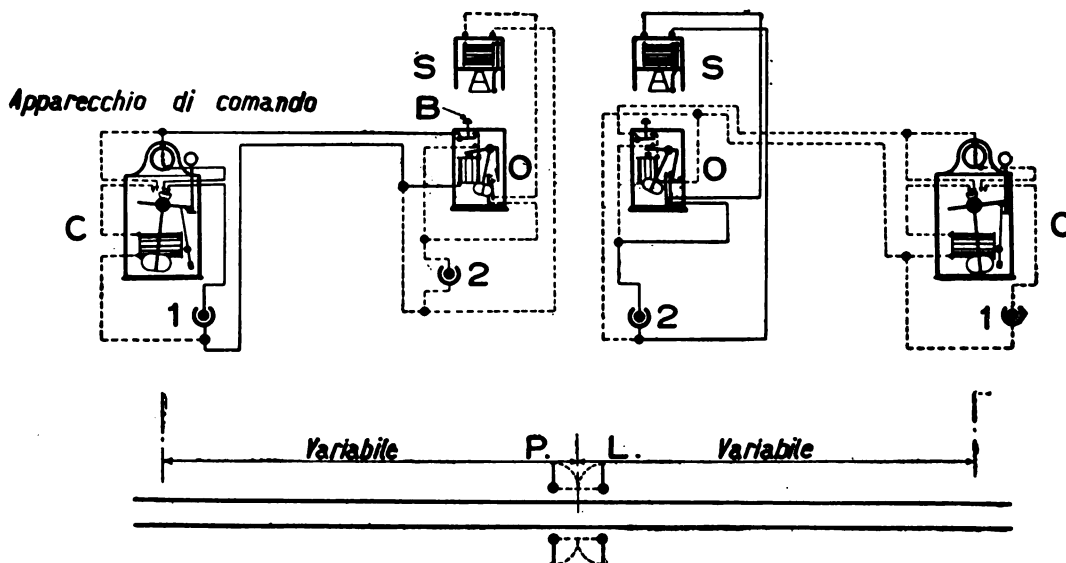 S
S
Apparecchio di comando
B
O
O
C
C
2
1
2
1
Variabile
P. L.
Variabile